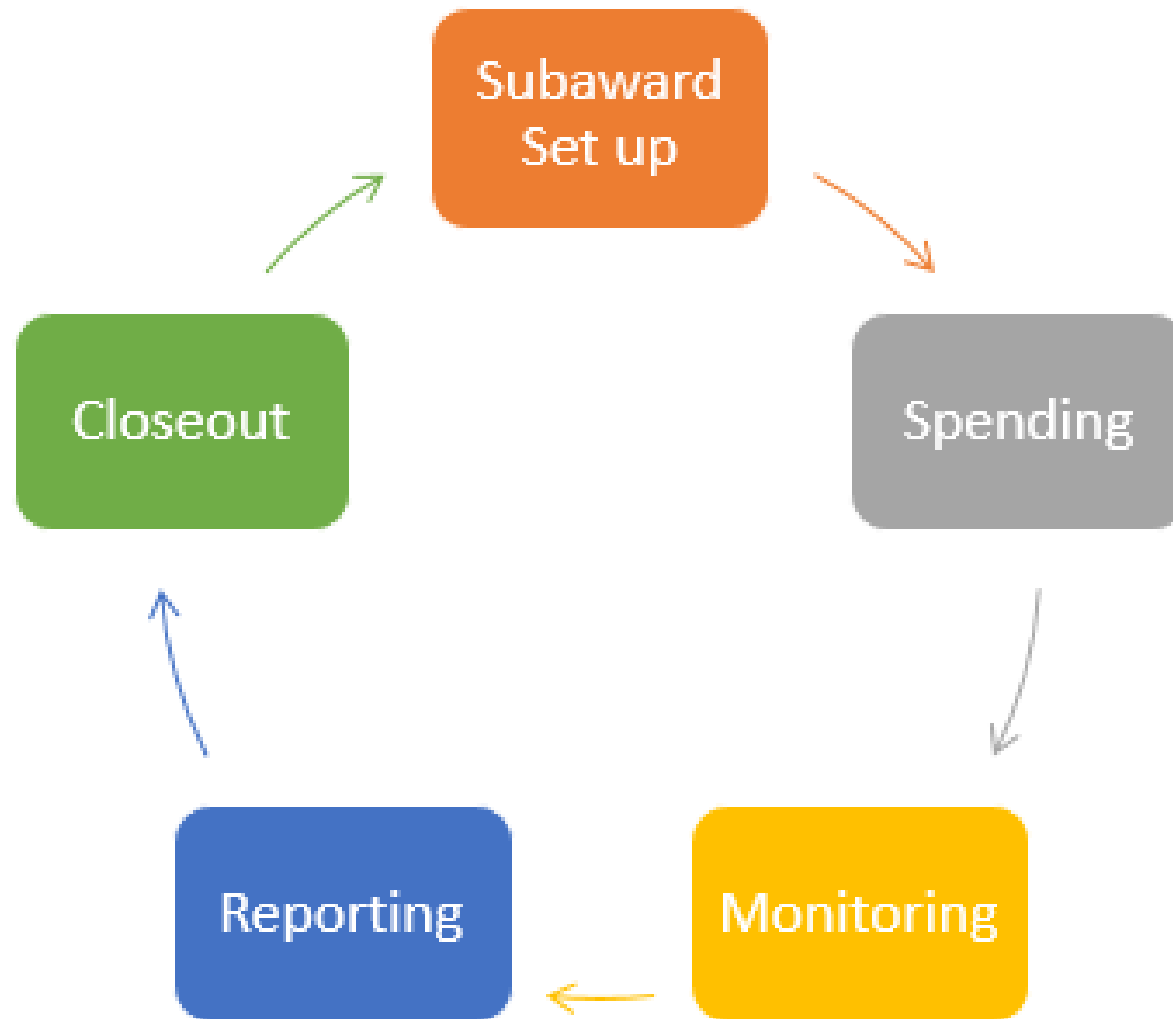 Subaward
Set up
Spending
Monitoring
Reporting
Closeout